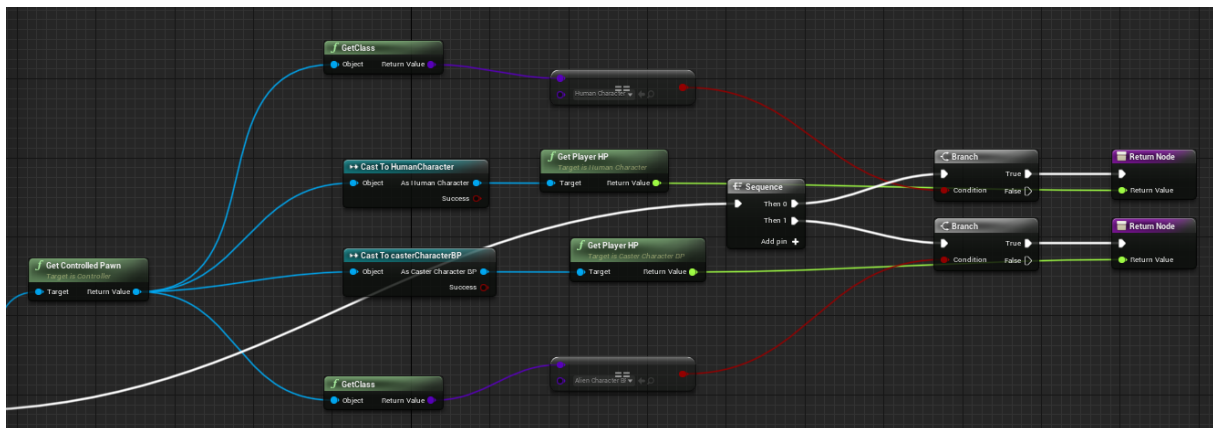 GetClass
Object Return Value
==
Human Character
Cast To HumanCharacter
Object As Human Character
Success
Get Player HP
Target is Human Character
Target Return Value
Sequence
Then 0
Then 1
Add pin +
Branch
True
Condition False
Return Node
Return Value
Branch
True
Condition False
Return Node
Return Value
Cast To casterCharacterBP
Object As Caster Character BP
Success
Get Player HP
Target is Caster Character BP
Target Return Value
Get Controlled Pawn
Target is Controller
Target Return Value
GetClass
Object Return Value
==
Alien Character BP